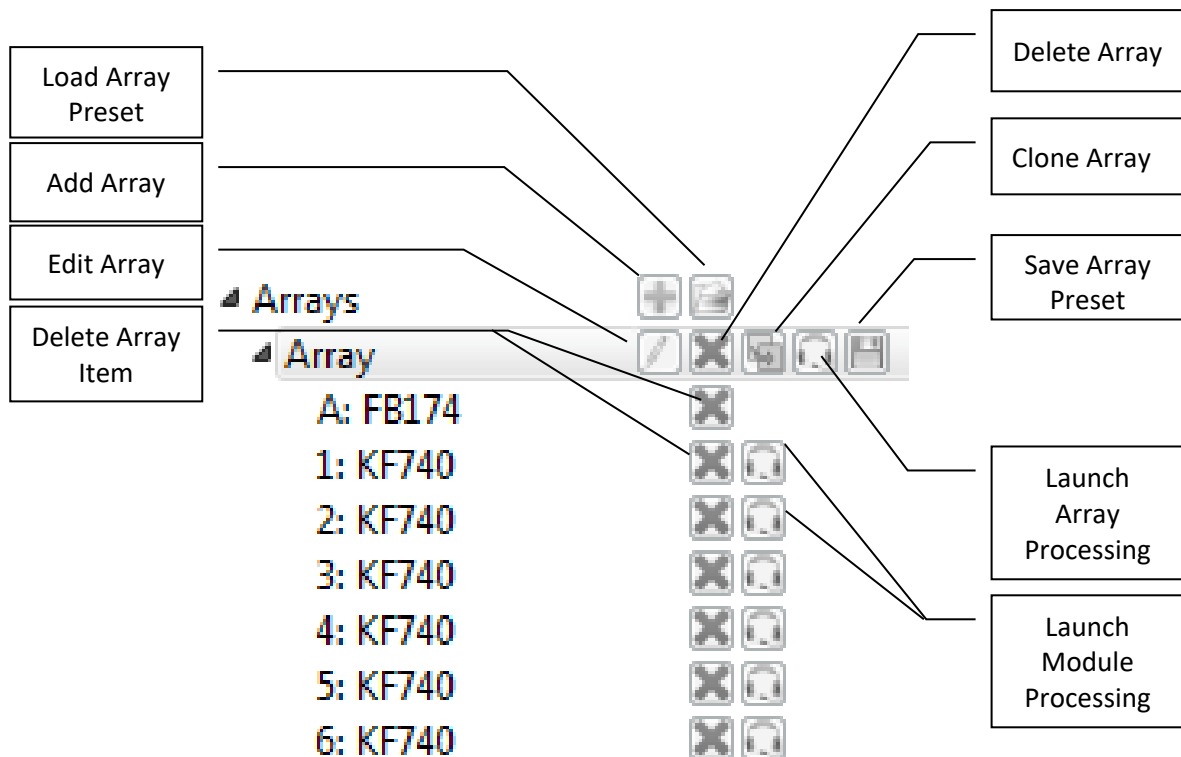 Load Array
Preset
Add Array
Edit Array
Delete Array
Item
Delete Array
Clone Array
Save Array
Preset
Launch
Array
Processing
Launch
Module
Processing
Arrays
Array
A: FB174
1: KF740
2: KF740
3: KF740
4: KF740
5: KF740
6: KF740